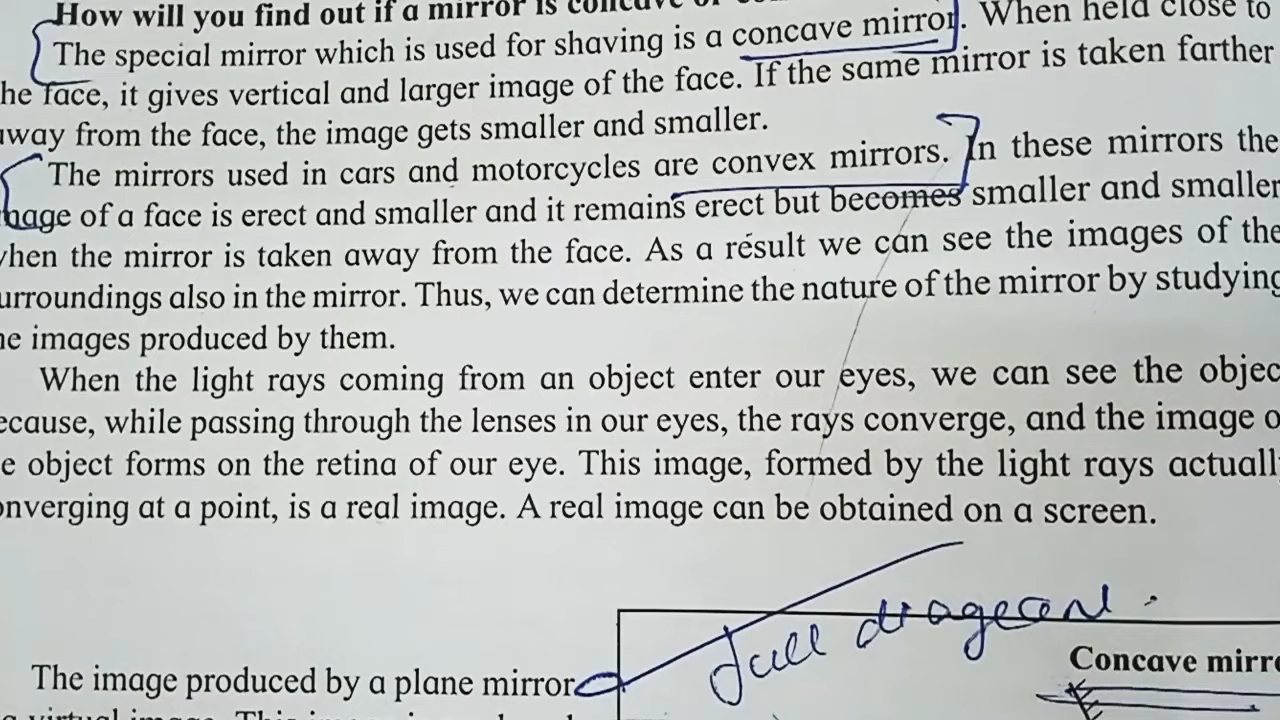 How will you find out if a mirror is concave or
The special mirror which is used for shaving is a concave mirror. When held close to
he face, it gives vertical and larger image of the face. If the same mirror is taken farther
way from the face, the image gets smaller and smaller.
The mirrors used in cars and motorcycles are convex mirrors. In these mirrors the
mage of a face is erect and smaller and it remains erect but becomes smaller and smaller
when the mirror is taken away from the face. As a result we can see the images of the
urroundings also in the mirror. Thus, we can determine the nature of the mirror by studying
he images produced by them.
When the light rays coming from an object enter our eyes, we can see the objec
ecause, while passing through the lenses in our eyes, the rays converge, and the image o
e object forms on the retina of our eye. This image, formed by the light rays actuall
onverging at a point, is a real image. A real image can be obtained on a screen.
full
Concave mirr
The image produced by a plane mirror
a virtual image. This